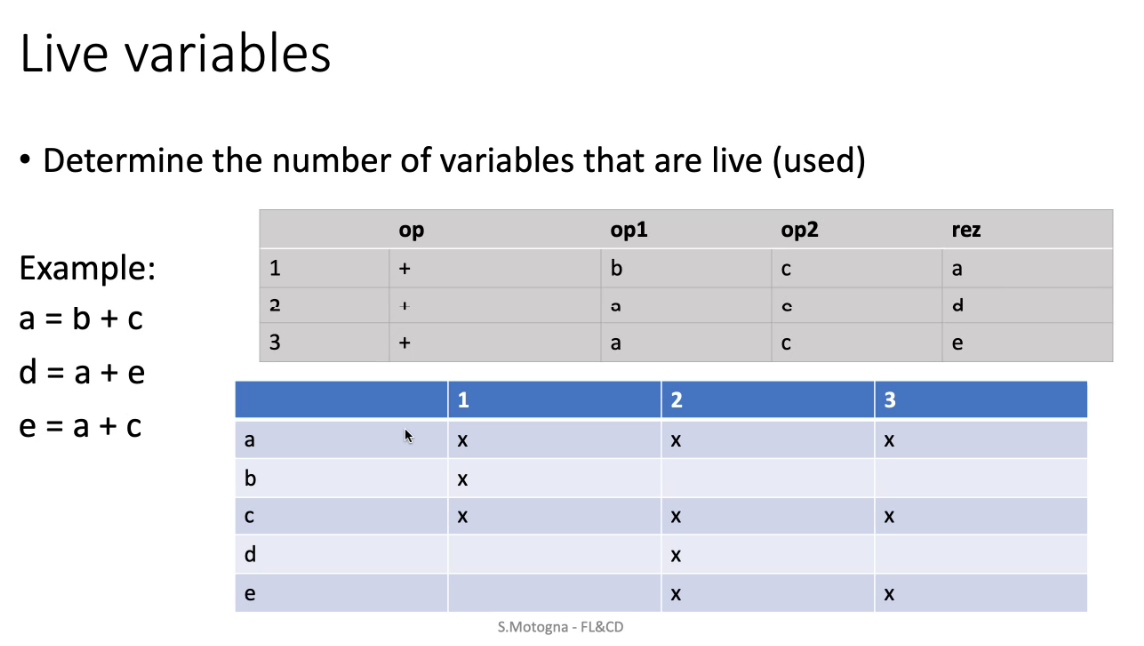 Live variables
• Determine the number of variables that are live (used)
Example:
a = b + c
d = a + e
e = a + c
op op1 op2 rez
1 + b c a
2 + a e d
3 + a c e
1 2 3
a x x x
b x
c x x x
d x
e x x
S.Motogna - FL&CD